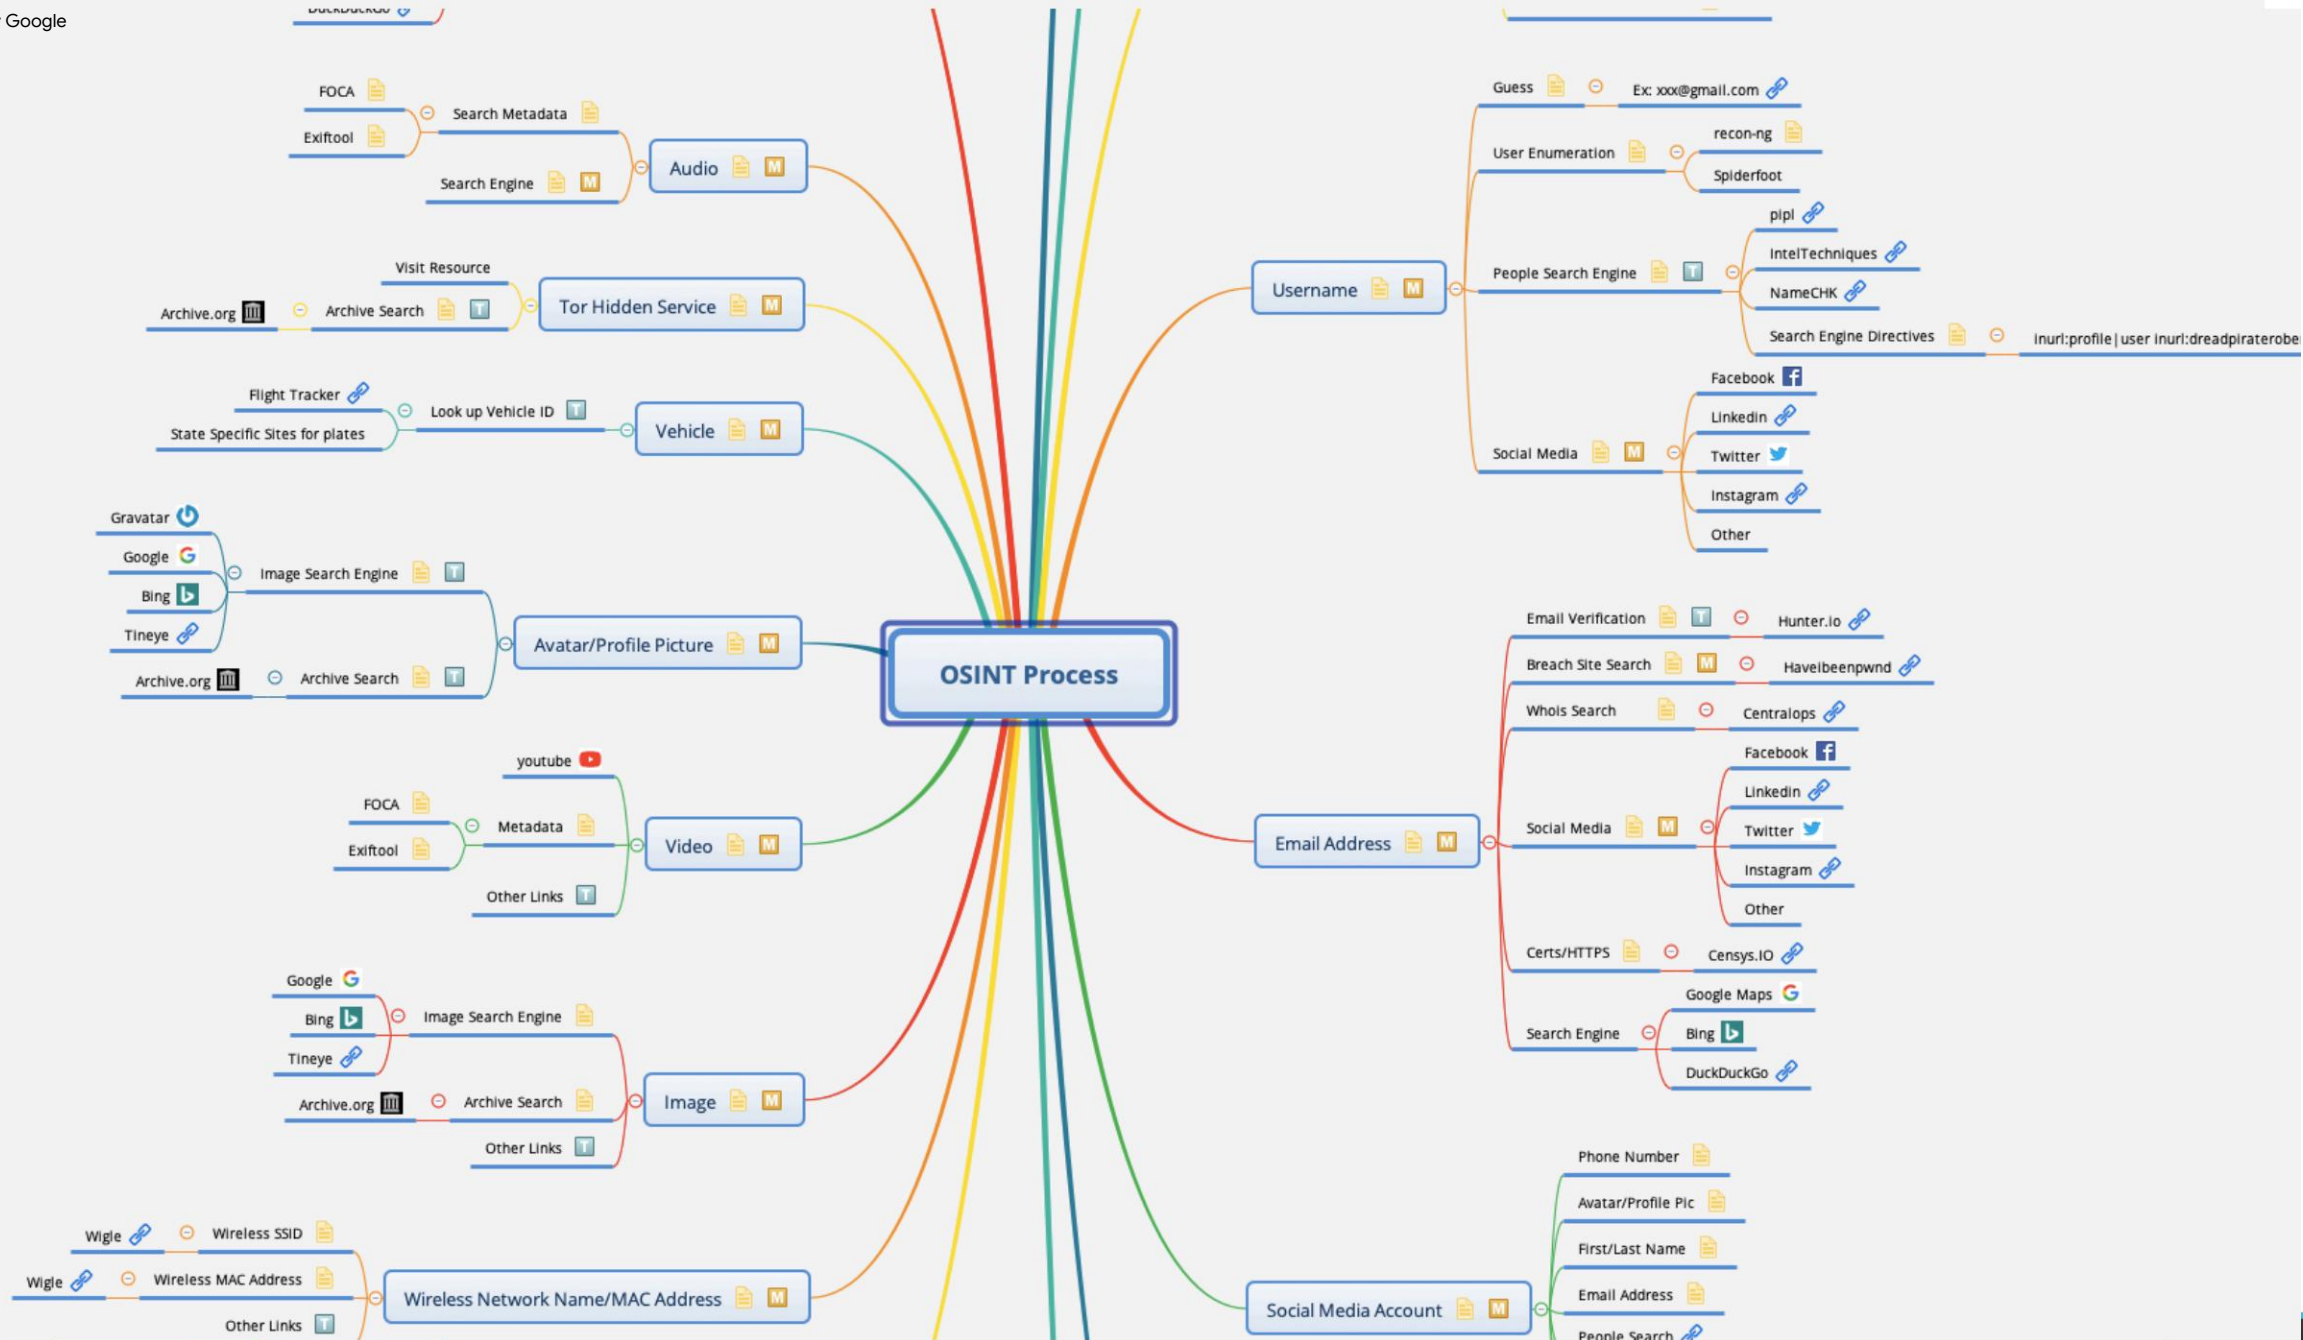 Google
DuckDuckGo
FOCA
Exiftool
Search Metadata
Search Engine
Audio
Visit Resource
Archive.org
Archive Search
Tor Hidden Service
Flight Tracker
State Specific Sites for plates
Look up Vehicle ID
Vehicle
Gravatar
Google
Bing
Tineye
Image Search Engine
Archive.org
Archive Search
Avatar/Profile Picture
OSINT Process
youtube
FOCA
Exiftool
Metadata
Other Links
Video
Google
Bing
Tineye
Image Search Engine
Archive.org
Archive Search
Other Links
Image
Wigle
Wireless SSID
Wigle
Wireless MAC Address
Other Links
Wireless Network Name/MAC Address
Username
Guess
Ex: xxx@gmail.com
User Enumeration
recon-ng
Spiderfoot
People Search Engine
pipl
IntelTechniques
NameCHK
Search Engine Directives
inurl:profile|user inurl:dreadpiraterobe
Social Media
Facebook
Linkedin
Twitter
Instagram
Other
Email Address
Email Verification
Hunter.io
Breach Site Search
Haveibeenpwnd
Whois Search
Centralops
Social Media
Facebook
Linkedin
Twitter
Instagram
Other
Certs/HTTPS
Censys.IO
Search Engine
Google Maps
Bing
DuckDuckGo
Social Media Account
Phone Number
Avatar/Profile Pic
First/Last Name
Email Address
People Search